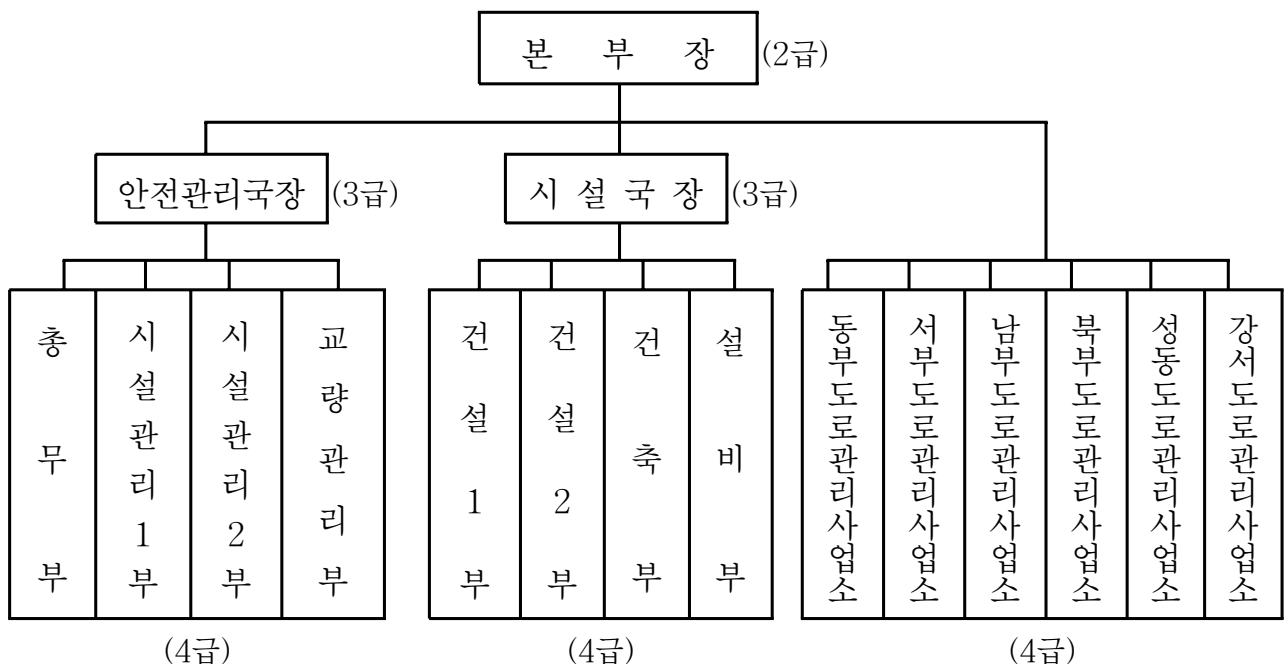 본 부 장 (2급)
안전관리국장 (3급)
시 설 국 장 (3급)
총 무 부
시설관리1부
시설관리2부
교량관리부
(4급)
건설1부
건설2부
건 축 부
설 비 부
(4급)
동부도로관리사업소
서부도로관리사업소
남부도로관리사업소
북부도로관리사업소
성동도로관리사업소
강서도로관리사업소
(4급)